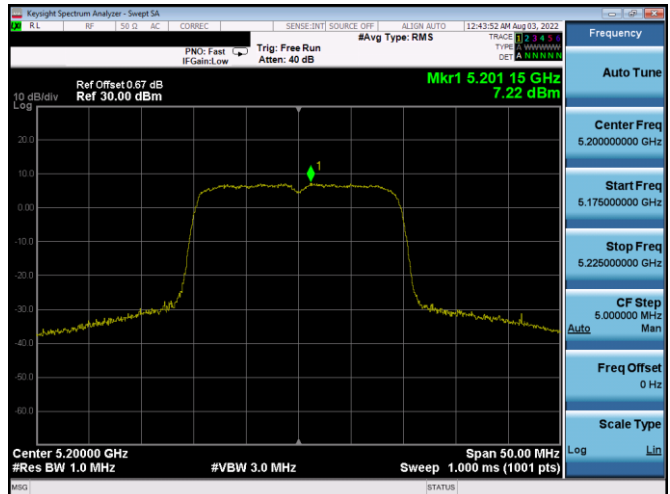 Keysight Spectrum Analyzer - Swept SA
RL RF 50 Ω AC CORREC SENSE:INT SOURCE OFF ALIGN AUTO 12:43:52 AM Aug 03, 2022
#Avg Type: RMS
TRACE 1 2 3 4 5 6
TYPE A WWWWW
DET A N N N N N
PNO: Fast
IFGain:Low
Trig: Free Run
Atten: 40 dB
Mkr1 5.201 15 GHz
7.22 dBm
Ref Offset 0.67 dB
Ref 30.00 dBm
10 dB/div
Log
20.0
10.0
0.00
-10.0
-20.0
-30.0
-40.0
-50.0
-60.0
1
Center 5.20000 GHz
Span 50.00 MHz
#Res BW 1.0 MHz
#VBW 3.0 MHz
Sweep 1.000 ms (1001 pts)
MSG
STATUS
Frequency
Auto Tune
Center Freq
5.200000000 GHz
Start Freq
5.175000000 GHz
Stop Freq
5.225000000 GHz
CF Step
5.000000 MHz
Auto Man
Freq Offset
0 Hz
Scale Type
Log Lin